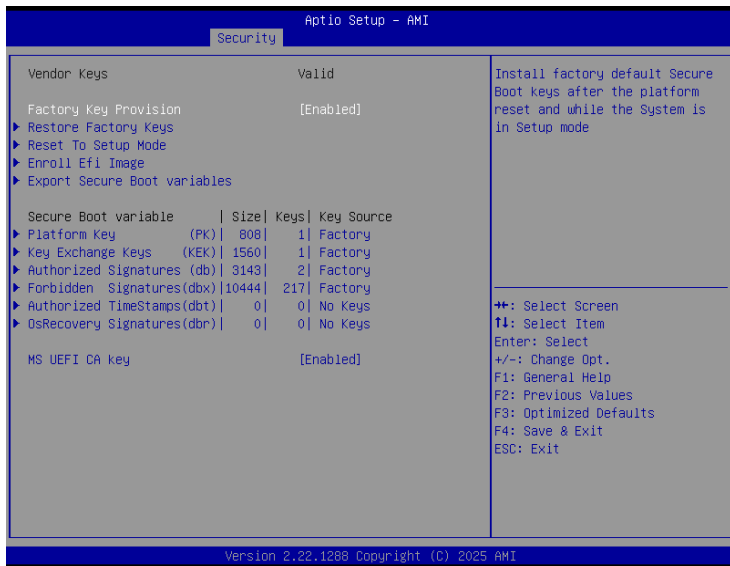 Aptio Setup – AMI
Security
Vendor Keys Valid
Factory Key Provision [Enabled]
Restore Factory Keys
Reset To Setup Mode
Enroll Efi Image
Export Secure Boot variables
Secure Boot variable | Size| Keys| Key Source
Platform Key (PK)| 808| 1| Factory
Key Exchange Keys (KEK)| 1560| 1| Factory
Authorized Signatures (db)| 3143| 2| Factory
Forbidden Signatures(dbx)|10444| 217| Factory
Authorized TimeStamps(dbt)| 0| 0| No Keys
OsRecovery Signatures(dbr)| 0| 0| No Keys
MS UEFI CA key [Enabled]
Install factory default Secure
Boot keys after the platform
reset and while the System is
in Setup mode
→←: Select Screen
↑↓: Select Item
Enter: Select
+/-: Change Opt.
F1: General Help
F2: Previous Values
F3: Optimized Defaults
F4: Save & Exit
ESC: Exit
Version 2.22.1288 Copyright (C) 2025 AMI